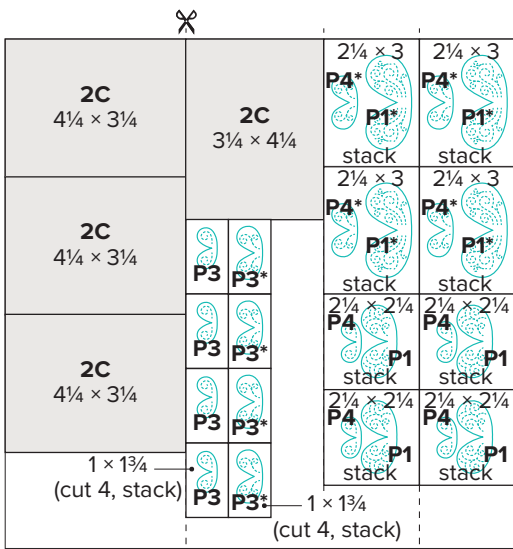 2C
4¼ × 3¼
2C
4¼ × 3¼
2C
4¼ × 3¼
2C
3¼ × 4¼
P3
P3*
P3
P3*
P3
P3*
P3
P3*
1 × 1¾
(cut 4, stack)
1 × 1¾
(cut 4, stack)
2¼ × 3
P4*
P1*
stack
2¼ × 3
P4*
P1*
stack
2¼ × 3
P4*
P1*
stack
2¼ × 3
P4*
P1*
stack
2¼ × 2¼
P4
P1
stack
2¼ × 2¼
P4
P1
stack
2¼ × 2¼
P4
P1
stack
2¼ × 2¼
P4
P1
stack